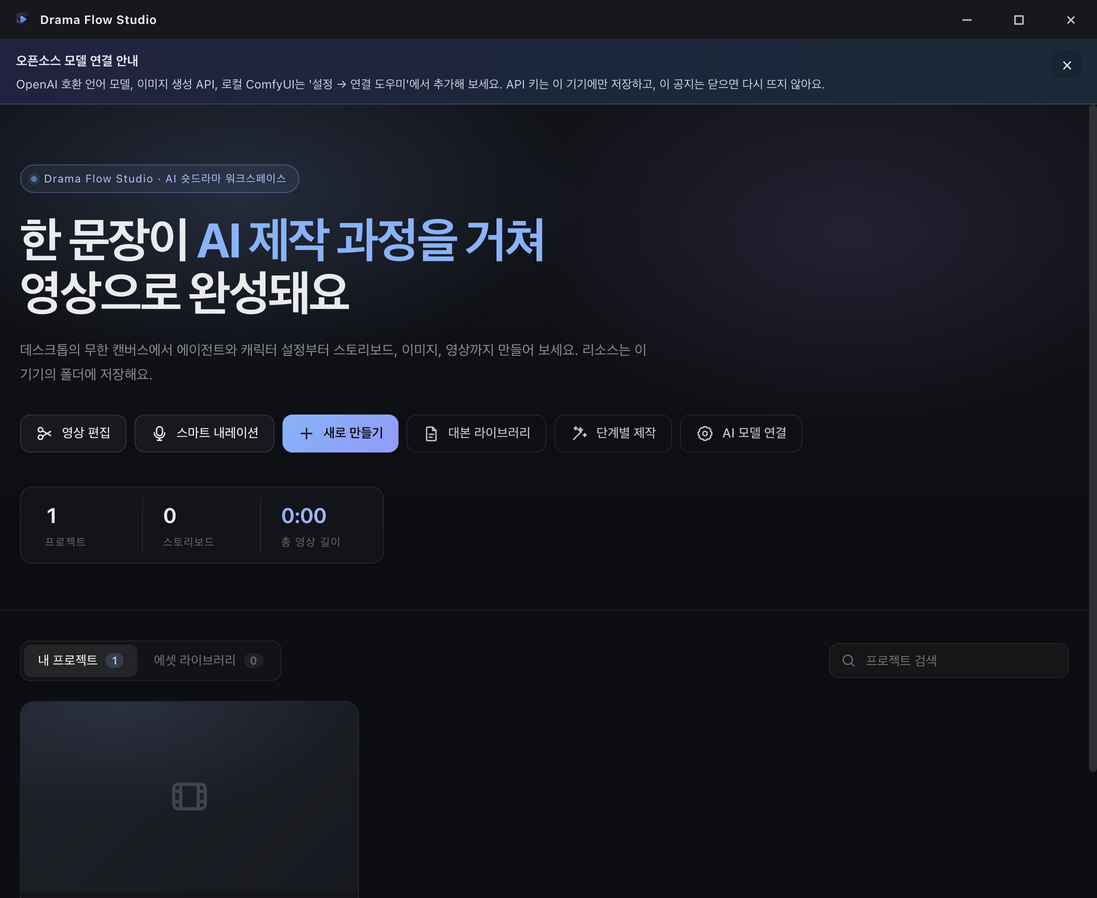 Drama Flow Studio
오픈소스 모델 연결 안내
OpenAI 호환 언어 모델, 이미지 생성 API, 로컬 ComfyUI는 '설정 → 연결 도우미'에서 추가해 보세요. API 키는 이 기기에만 저장하고, 이 공지는 닫으면 다시 뜨지 않아요.
Drama Flow Studio · AI 숏드라마 워크스페이스
한 문장이 AI 제작 과정을 거쳐
영상으로 완성돼요
데스크톱의 무한 캔버스에서 에이전트와 캐릭터 설정부터 스토리보드, 이미지, 영상까지 만들어 보세요. 리소스는 이
기기의 폴더에 저장해요.
영상 편집 스마트 내레이션 새로 만들기 대본 라이브러리 단계별 제작 AI 모델 연결
1 0 0:00
프로젝트 스토리보드 총 영상 길이
내 프로젝트 1 에셋 라이브러리 0 프로젝트 검색